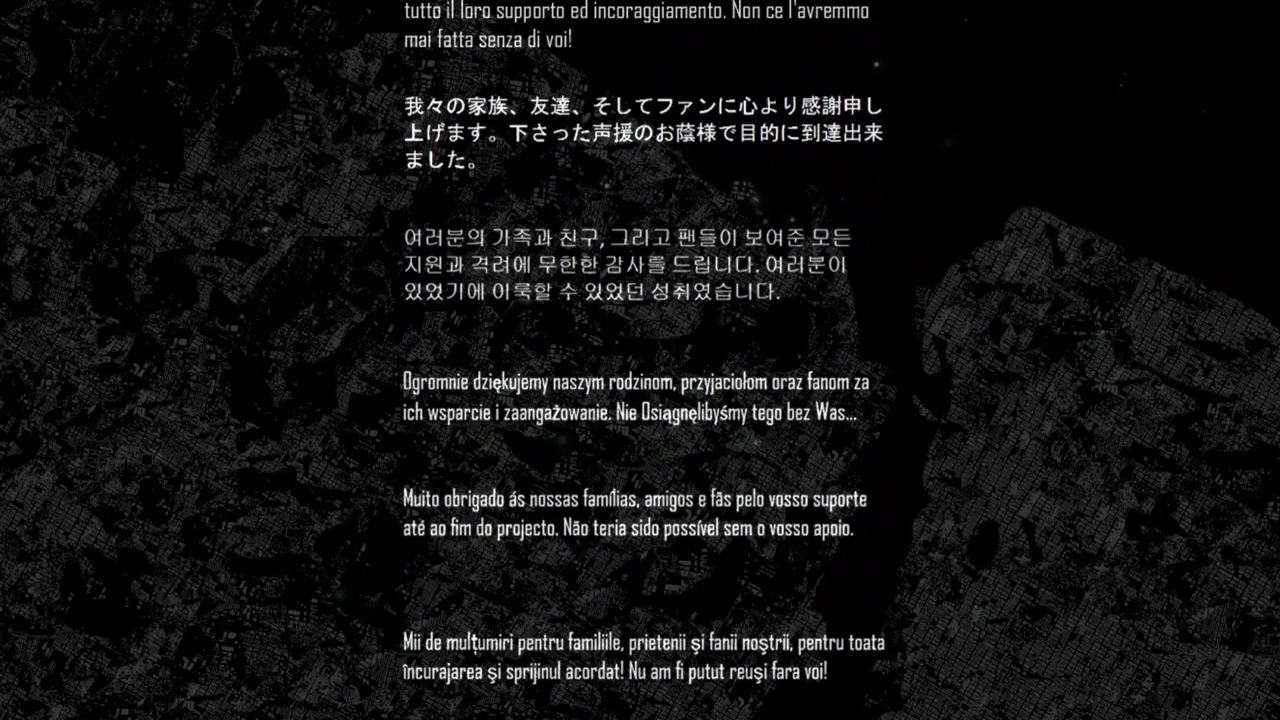 tutto il loro supporto ed incoraggiamento. Non ce l'avremmo
mai fatta senza di voi!
我々の家族、友達、そしてファンに心より感謝申し
上げます。下さった声援のお蔭様で目的に到達出来
ました。
여러분의 가족과 친구, 그리고 팬들이 보여준 모든
지원과 격려에 무한한 감사를 드립니다. 여러분이
있었기에 이룩할 수 있었던 성취였습니다.
Ogromnie dziękujemy naszym rodzinom, przyjaciołom oraz fanom za
ich wsparcie i zaangażowanie. Nie Osiągnęlibyśmy tego bez Was...
Muito obrigado ás nossas famílias, amigos e fãs pelo vosso suporte
até ao fim do projecto. Não teria sido possível sem o vosso apoio.
Mii de mulțumiri pentru familiile, prietenii și fanii noștrii, pentru toata
încurajarea și sprijinul acordat! Nu am fi putut reuși fara voi!